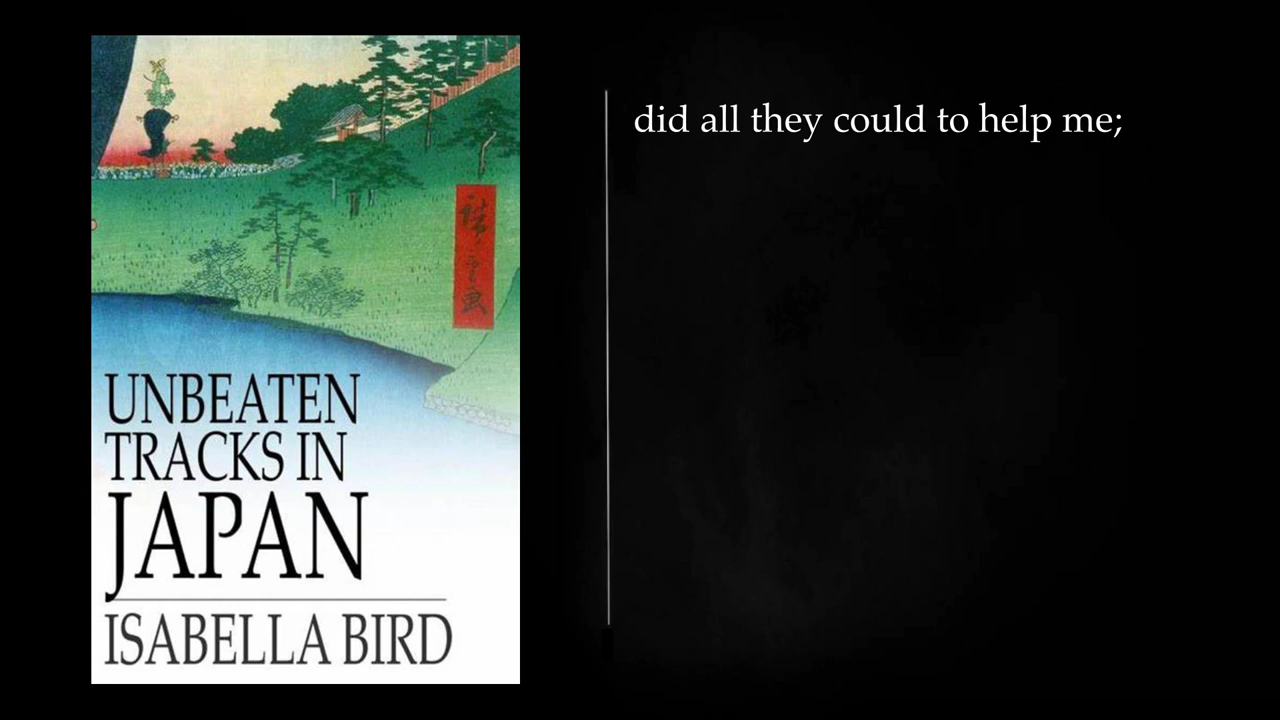 UNBEATEN
TRACKS IN
JAPAN
ISABELLA BIRD
did all they could to help me;